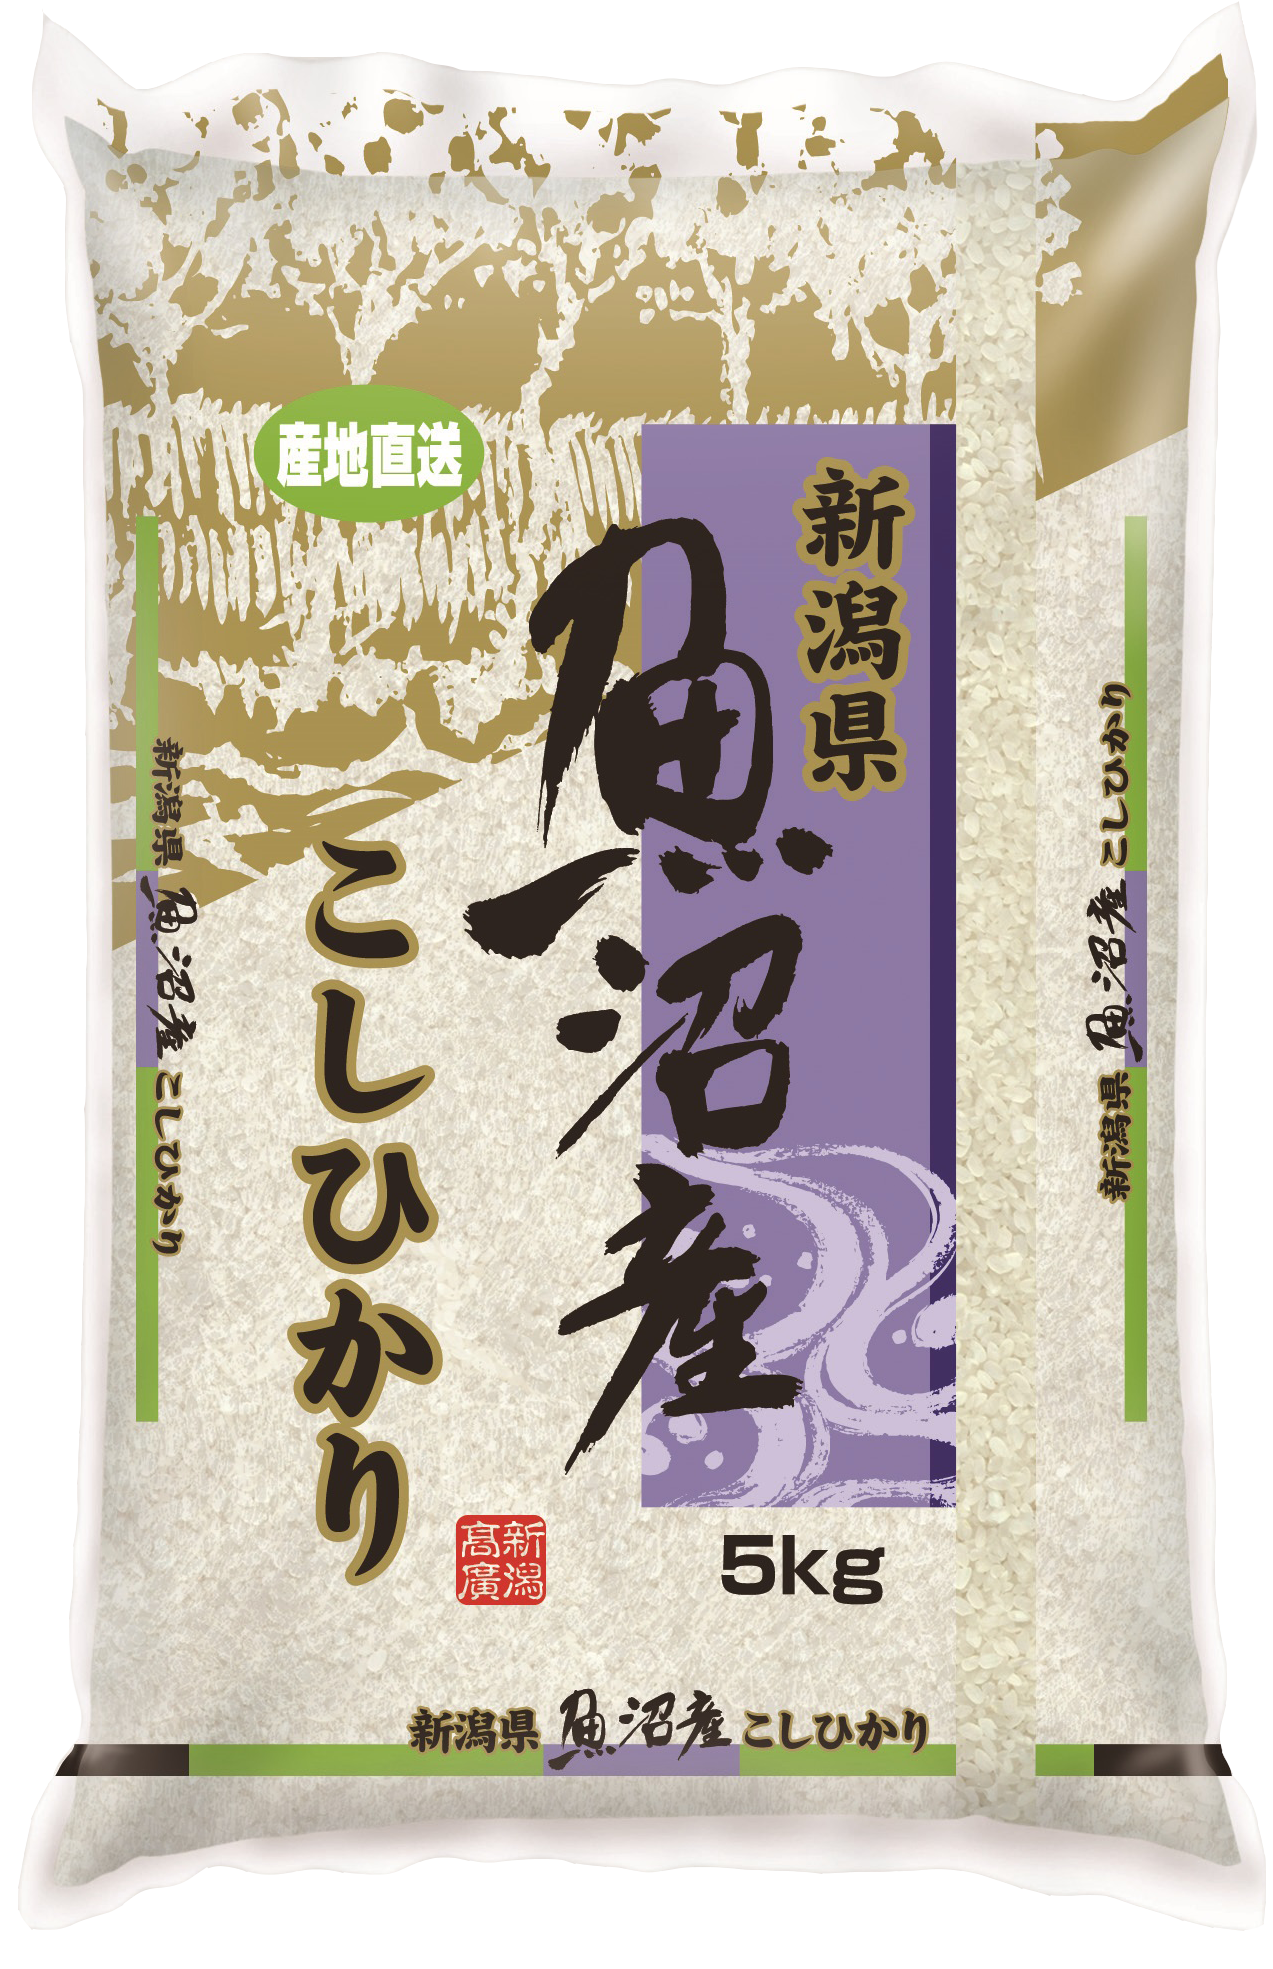 産地直送
新潟県
魚沼産
こしひかり
新潟県 魚沼産 こしひかり
新潟県 魚沼産 こしひかり
新潟
高廣
5kg
新潟県 魚沼産 こしひかり